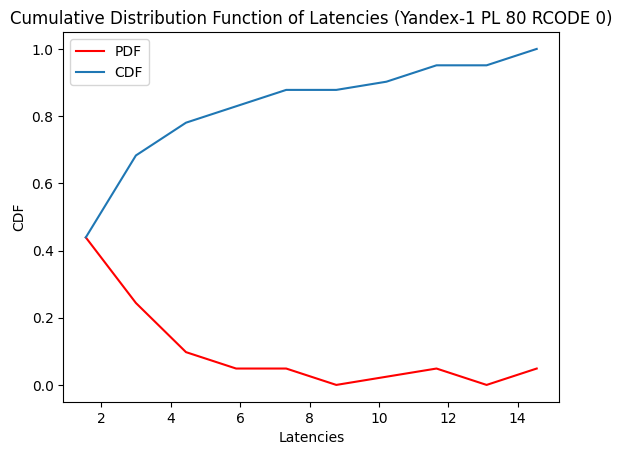 Cumulative Distribution Function of Latencies (Yandex-1 PL 80 RCODE 0)
PDF
CDF
1.0
0.8
0.6
0.4
0.2
0.0
CDF
2 4 6 8 10 12 14
Latencies